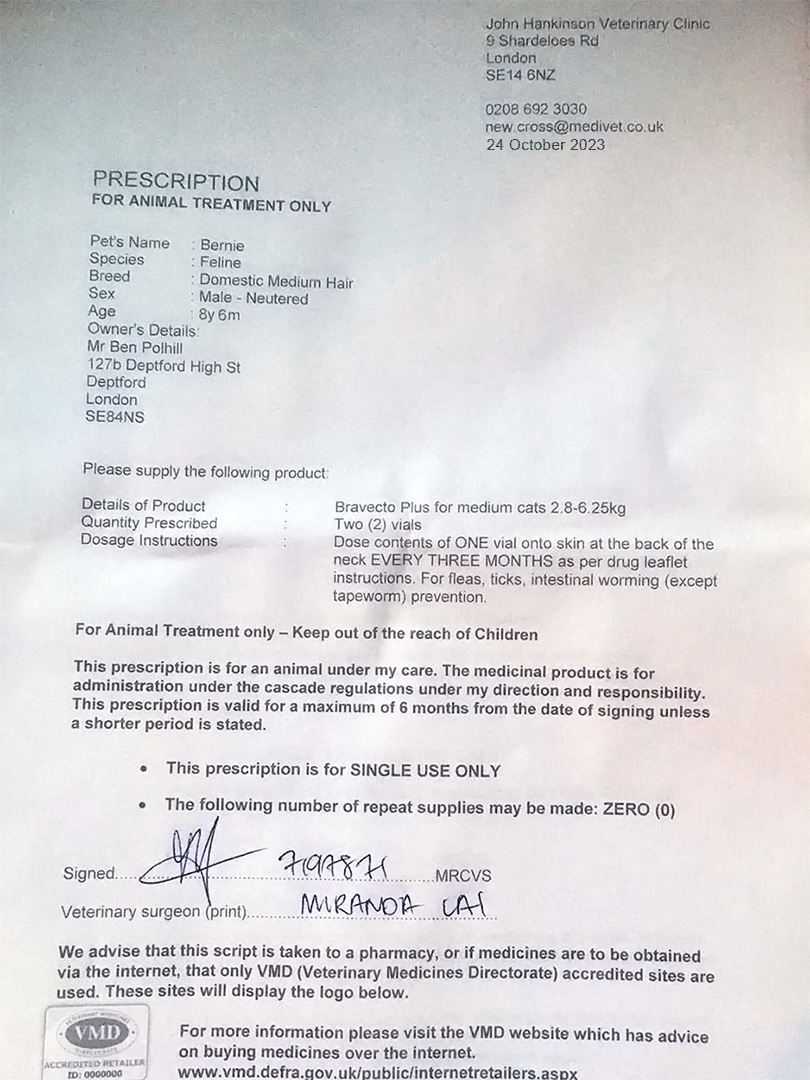 John Hankinson Veterinary Clinic
9 Shardeloes Rd
London
SE14 6NZ
0208 692 3030
new.cross@medivet.co.uk
24 October 2023
PRESCRIPTION
FOR ANIMAL TREATMENT ONLY
Pet's Name : Bernie
Species : Feline
Breed : Domestic Medium Hair
Sex : Male - Neutered
Age : 8y 6m
Owner's Details:
Mr Ben Polhill
127b Deptford High St
Deptford
London
SE84NS
Please supply the following product:
Details of Product : Bravecto Plus for medium cats 2.8-6.25kg
Quantity Prescribed : Two (2) vials
Dosage Instructions : Dose contents of ONE vial onto skin at the back of the
neck EVERY THREE MONTHS as per drug leaflet
instructions. For fleas, ticks, intestinal worming (except
tapeworm) prevention.
For Animal Treatment only – Keep out of the reach of Children
This prescription is for an animal under my care. The medicinal product is for
administration under the cascade regulations under my direction and responsibility.
This prescription is valid for a maximum of 6 months from the date of signing unless
a shorter period is stated.
• This prescription is for SINGLE USE ONLY
• The following number of repeat supplies may be made: ZERO (0)
Signed.... 7197871 ....MRCVS
Veterinary surgeon (print).... MIRANDA LAI
We advise that this script is taken to a pharmacy, or if medicines are to be obtained
via the internet, that only VMD (Veterinary Medicines Directorate) accredited sites are
used. These sites will display the logo below.
VETERINARY MEDICINES
VMD
DIRECTORATE
ACCREDITED RETAILER
ID: 0000000
For more information please visit the VMD website which has advice
on buying medicines over the internet.
www.vmd.defra.gov.uk/public/internetretailers.aspx